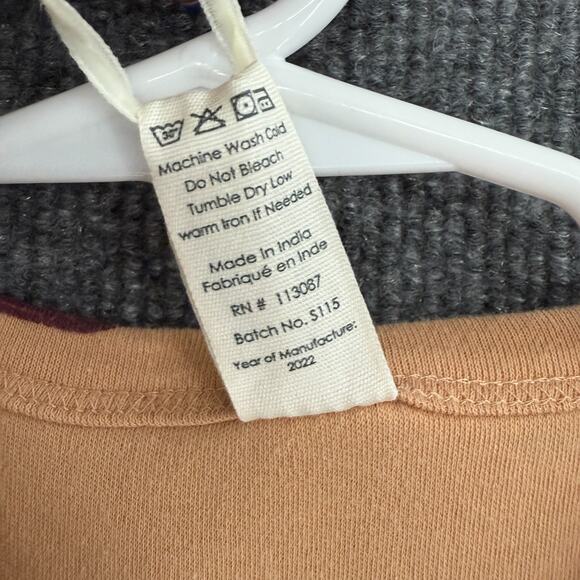 Machine Wash Cold
Do Not Bleach
Tumble Dry Low
warm Iron If Needed
Made In India
Fabriqué en Inde
RN # 113087
Batch No. S115
Year of Manufacture:
2022